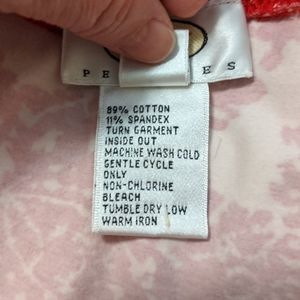 P E E S
89% COTTON
11% SPANDEX
TURN GARMENT
INSIDE OUT
MACHINE WASH COLD
GENTLE CYCLE
ONLY
NON-CHLORINE
BLEACH
TUMBLE DRY LOW
WARM IRON